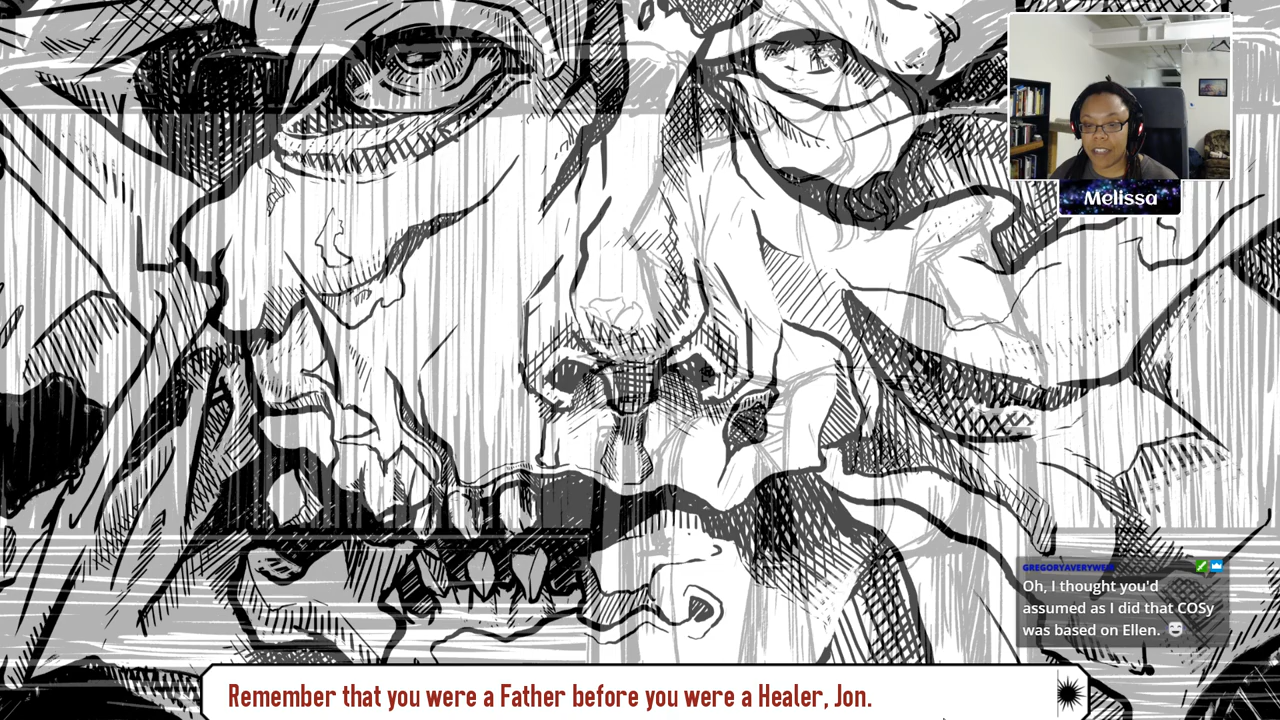 Melissa
GREGORYAVERYWEIR
Oh, I thought you'd
assumed as I did that COSy
was based on Ellen.
Remember that you were a Father before you were a Healer, Jon.